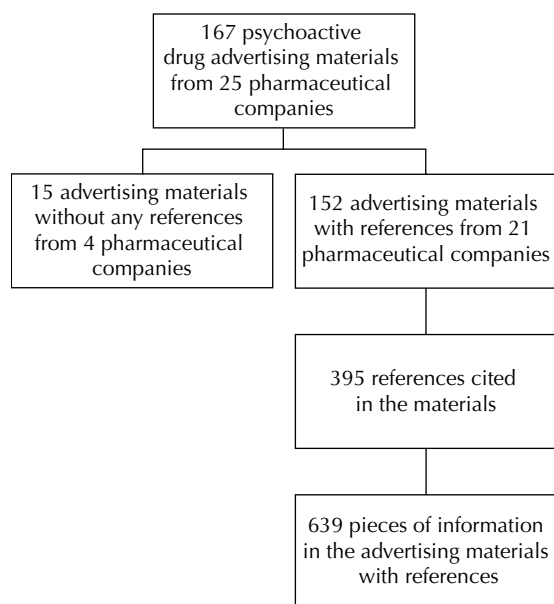 167 psychoactive
drug advertising materials
from 25 pharmaceutical
companies
15 advertising materials
without any references
from 4 pharmaceutical
companies
152 advertising materials
with references from 21
pharmaceutical companies
395 references cited
in the materials
639 pieces of information
in the advertising materials
with references